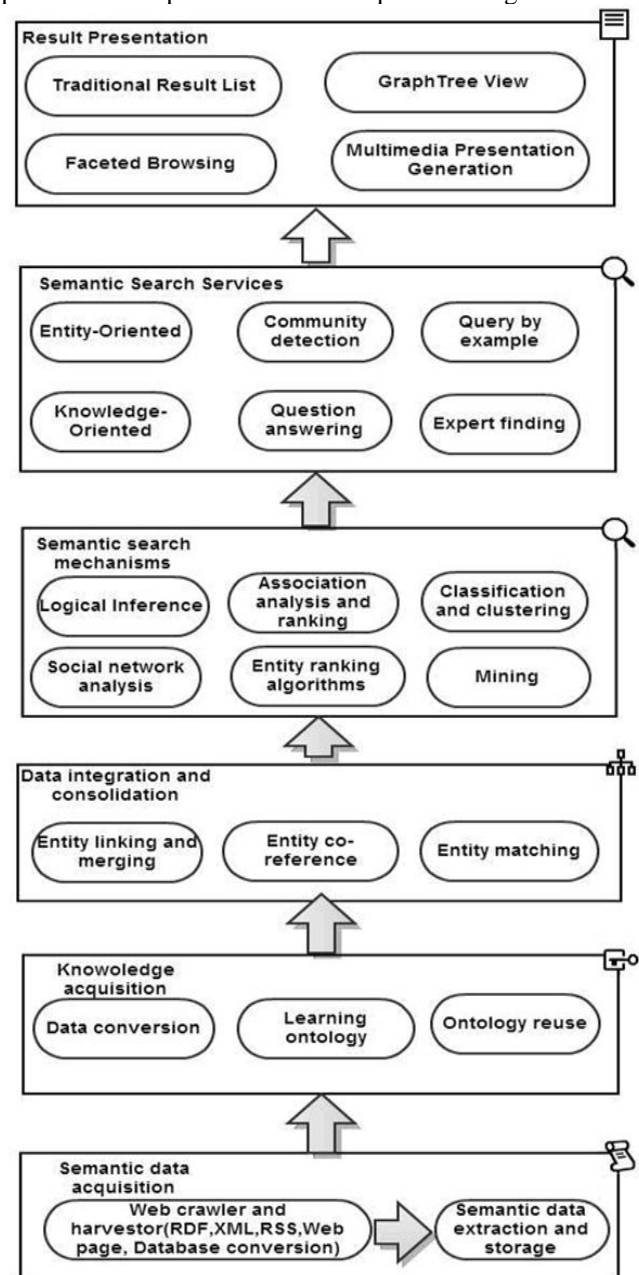 Result Presentation
Traditional Result List
GraphTree View
Faceted Browsing
Multimedia Presentation
Generation
Semantic Search Services
Entity-Oriented
Community
detection
Query by
example
Knowledge-
Oriented
Question
answering
Expert finding
Semantic search
mechanisms
Logical Inference
Association
analysis and
ranking
Classification
and clustering
Social network
analysis
Entity ranking
algorithms
Mining
Data integration and
consolidation
Entity linking and
merging
Entity co-
reference
Entity matching
Knowoledge
acquisition
Data conversion
Learning
ontology
Ontology reuse
Semantic data
acquisition
Web crawler and
harvestor(RDF,XML,RSS,Web
page, Database conversion)
Semantic data
extraction and
storage